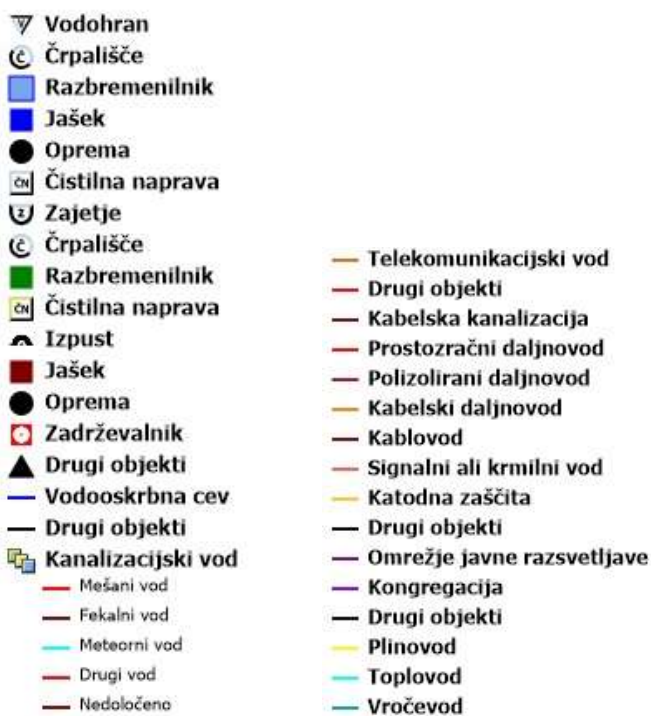 Vodohran
Črpališče
Razbremenilnik
Jašek
Oprema
Čistilna naprava
Zajetje
Črpališče
Razbremenilnik
Čistilna naprava
Izpust
Jašek
Oprema
Zadrževalnik
Drugi objekti
Vodooskrbna cev
Drugi objekti
Kanalizacijski vod
Mešani vod
Fekalni vod
Meteorni vod
Drugi vod
Nedoločeno
Telekomunikacijski vod
Drugi objekti
Kabelska kanalizacija
Prostozračni daljnovod
Polizolirani daljnovod
Kabelski daljnovod
Kablovod
Signalni ali krmilni vod
Katodna zaščita
Drugi objekti
Omrežje javne razsvetljave
Kongregacija
Drugi objekti
Plinovod
Toplovod
Vročevod